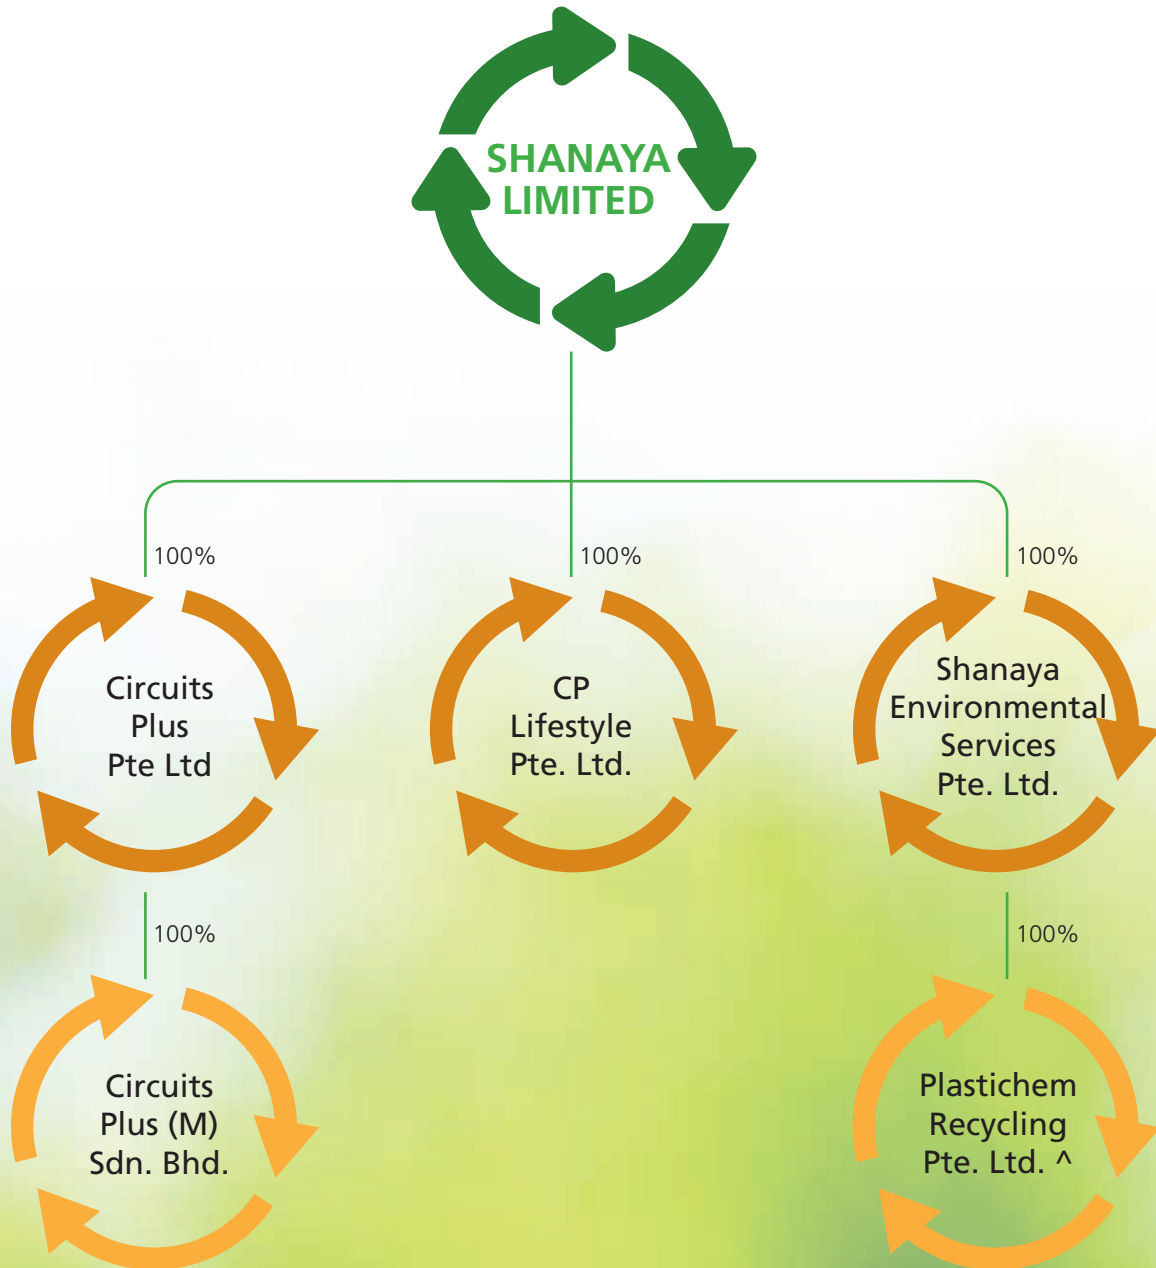 SHANAYA
LIMITED
100%
100%
100%
Circuits
Plus
Pte Ltd
CP
Lifestyle
Pte. Ltd.
Shanaya
Environmental
Services
Pte. Ltd.
100%
100%
Circuits
Plus (M)
Sdn. Bhd.
Plastichem
Recycling
Pte. Ltd. ^